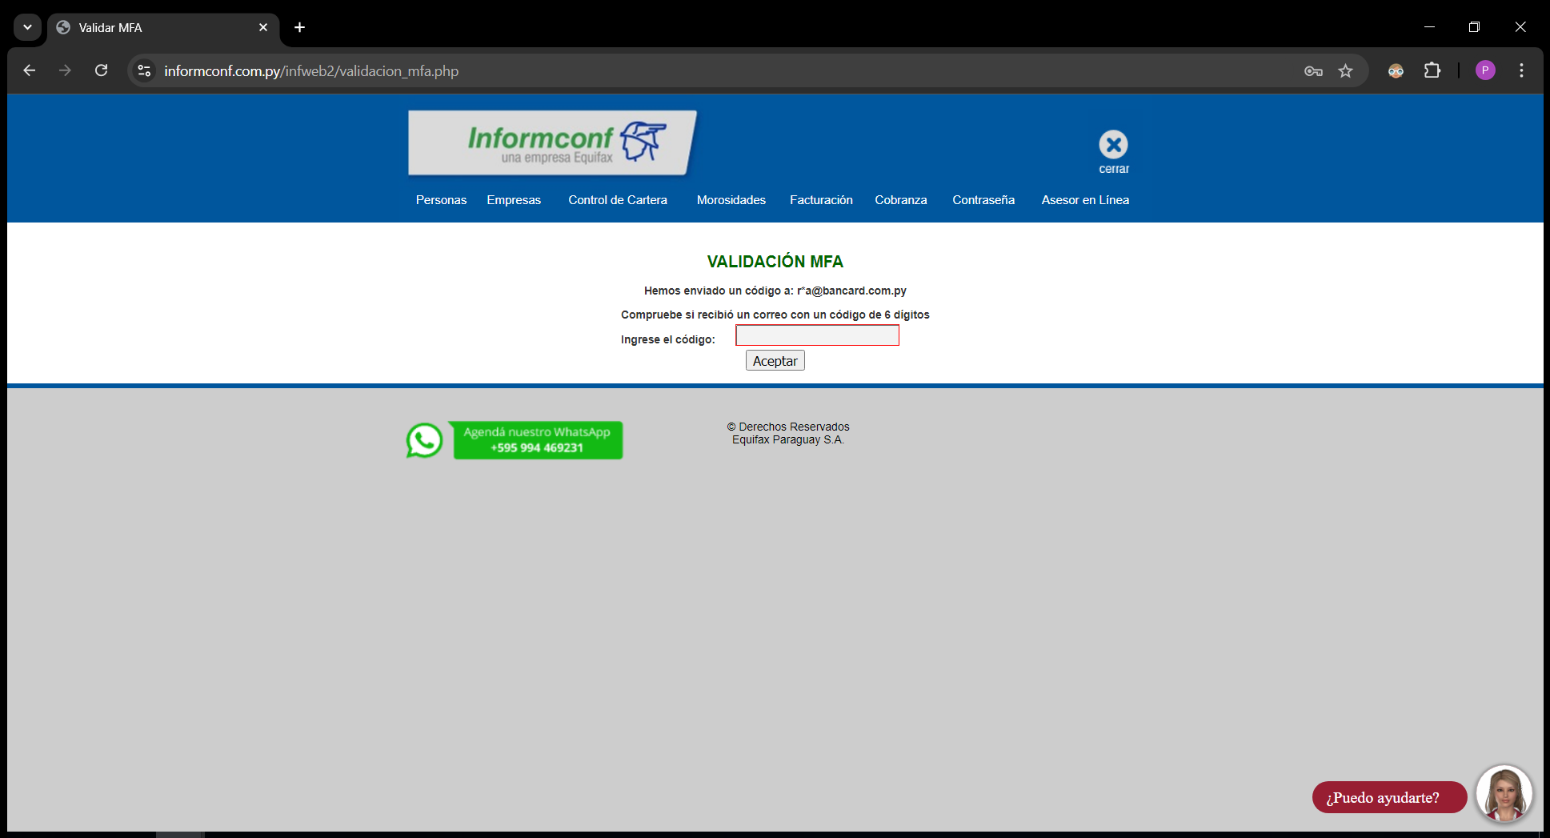 Validar MFA
informconf.com.py/infweb2/validacion_mfa.php
P
Informconf
una empresa Equifax
cerrar
Personas Empresas Control de Cartera Morosidades Facturación Cobranza Contraseña Asesor en Línea
VALIDACIÓN MFA
Hemos enviado un código a: r*a@bancard.com.py
Compruebe si recibió un correo con un código de 6 digitos
Ingrese el código:
Aceptar
Agendá nuestro WhatsApp
+595 994 469231
© Derechos Reservados
Equifax Paraguay S.A.
¿Puedo ayudarte?